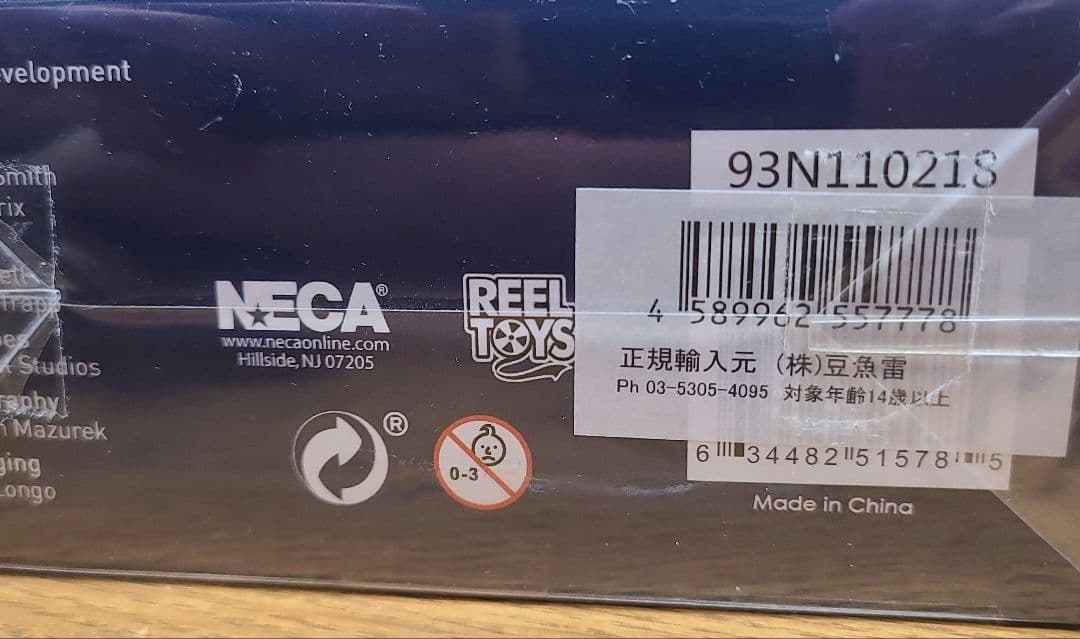 evelopment
Smith
rix
Studios
raphy
n Mazurek
ging
Longo
NECA®
www.necaonline.com
Hillside, NJ 07205
REEL
TOYS
®
0-3
93N110218
4 589962 557778
正規輸入元 (株)豆魚雷
Ph 03-5305-4095 対象年齢14歳以上
6 34482 51578 5
Made in China